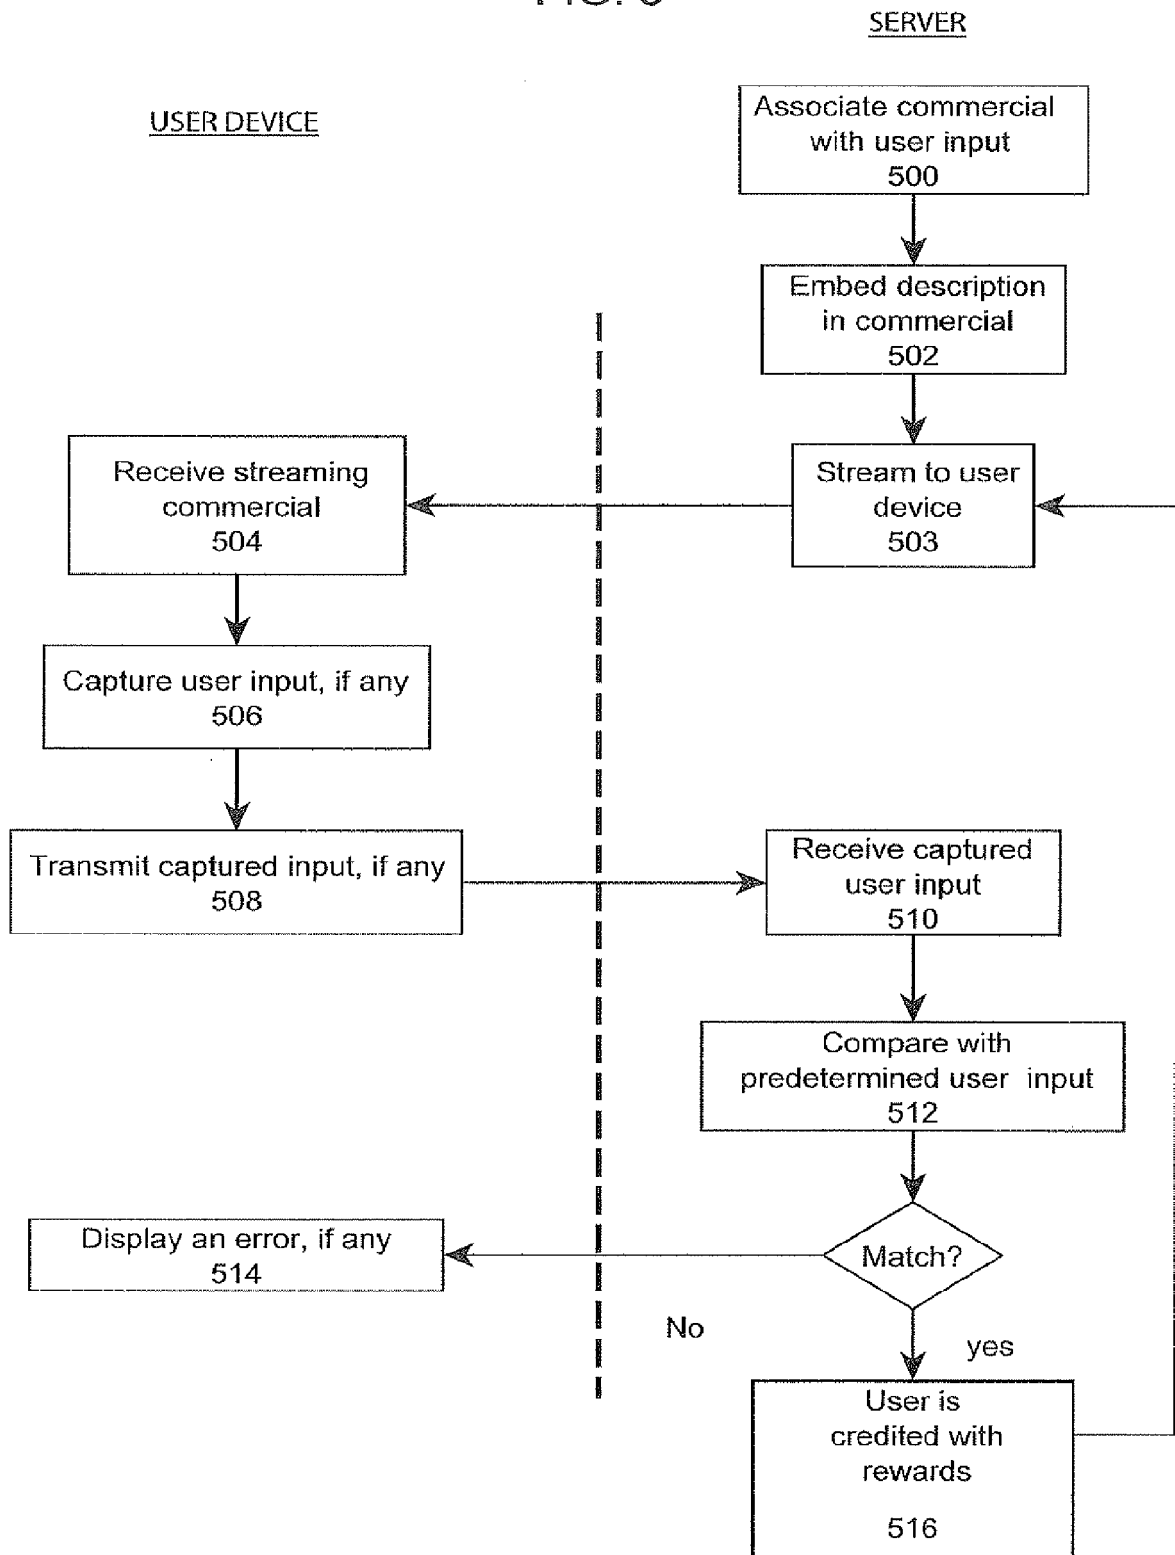 SERVER
USER DEVICE
Associate commercial
with user input
500
Embed description
in commercial
502
Receive streaming
commercial
504
Stream to user
device
503
Capture user input, if any
506
Transmit captured input, if any
508
Receive captured
user input
510
Compare with
predetermined user input
512
Display an error, if any
514
Match?
No
yes
User is
credited with
rewards
516